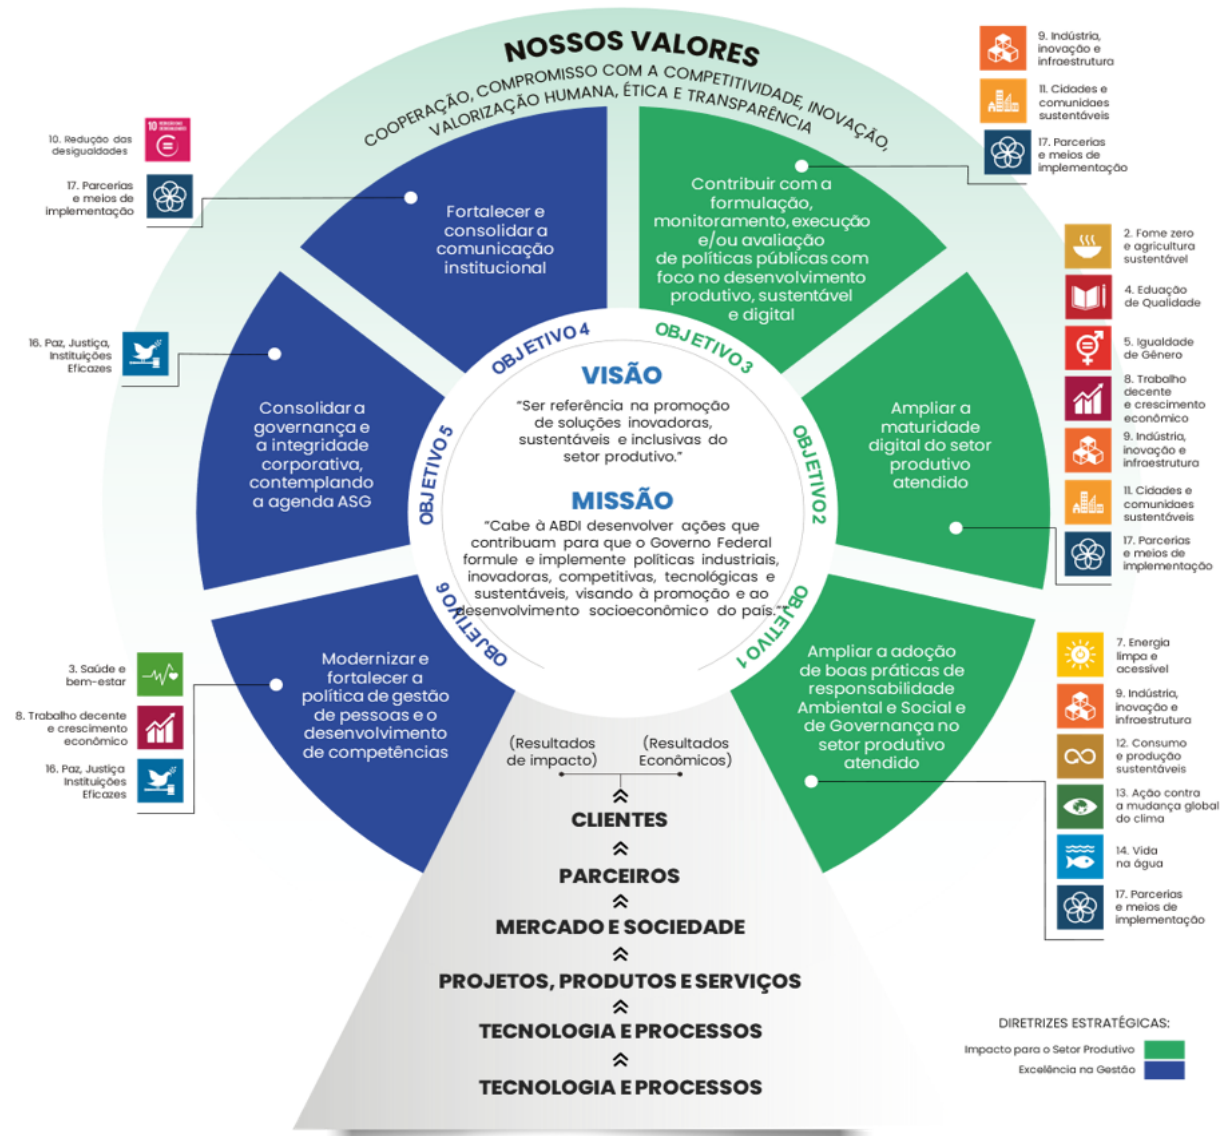 NOSSOS VALORES
COOPERAÇÃO, COMPROMISSO COM A COMPETITIVIDADE, INOVAÇÃO,
VALORIZAÇÃO HUMANA, ÉTICA E TRANSPARÊNCIA
10. Redução das
desigualdades
10
17. Parcerias
e meios de
implementação
Fortalecer e
consolidar a
comunicação
institucional
OBJETIVO 4
16. Paz, Justiça,
Instituições
Eficazes
Consolidar a
governança e
a integridade
corporativa,
contemplando
a agenda ASG
OBJETIVO 5
3. Saúde e
bem-estar
8. Trabalho decente
e crescimento
econômico
16. Paz, Justiça
Instituições
Eficazes
Modernizar e
fortalecer a
política de gestão
de pessoas e o
desenvolvimento
de competências
OBJETIVO 6
9. Indústria,
inovação e
infraestrutura
11. Cidades e
comunidaes
sustentáveis
17. Parcerias
e meios de
implementação
Contribuir com a
formulação,
monitoramento, execução
e/ou avaliação
de políticas públicas com
foco no desenvolvimento
produtivo, sustentável
e digital
OBJETIVO 3
2. Fome zero
e agricultura
sustentável
4. Eduação
de Qualidade
5. Igualdade
de Gênero
8. Trabalho
decente
e crescimento
econômico
9. Indústria,
inovação e
infraestrutura
11. Cidades e
comunidaes
sustentáveis
17. Parcerias
e meios de
implementação
Ampliar a
maturidade
digital do setor
produtivo
atendido
OBJETIVO 2
7. Energia
limpa e
acessível
9. Indústria,
inovação e
infraestrutura
12. Consumo
e produção
sustentáveis
13. Ação contra
a mudança global
do clima
14. Vida
na água
17. Parcerias
e meios de
implementação
Ampliar a adoção
de boas práticas de
responsabilidade
Ambiental e Social e
de Governança no
setor produtivo
atendido
OBJETIVO 1
VISÃO
"Ser referência na promoção
de soluções inovadoras,
sustentáveis e inclusivas do
setor produtivo."
MISSÃO
"Cabe à ABDI desenvolver ações que
contribuam para que o Governo Federal
formule e implemente políticas industriais,
inovadoras, competitivas, tecnológicas e
sustentáveis, visando à promoção e ao
desenvolvimento socioeconômico do país.""
(Resultados
de impacto)
(Resultados
Econômicos)
CLIENTES
PARCEIROS
MERCADO E SOCIEDADE
PROJETOS, PRODUTOS E SERVIÇOS
TECNOLOGIA E PROCESSOS
TECNOLOGIA E PROCESSOS
DIRETRIZES ESTRATÉGICAS:
Impacto para o Setor Produtivo
Excelência na Gestão